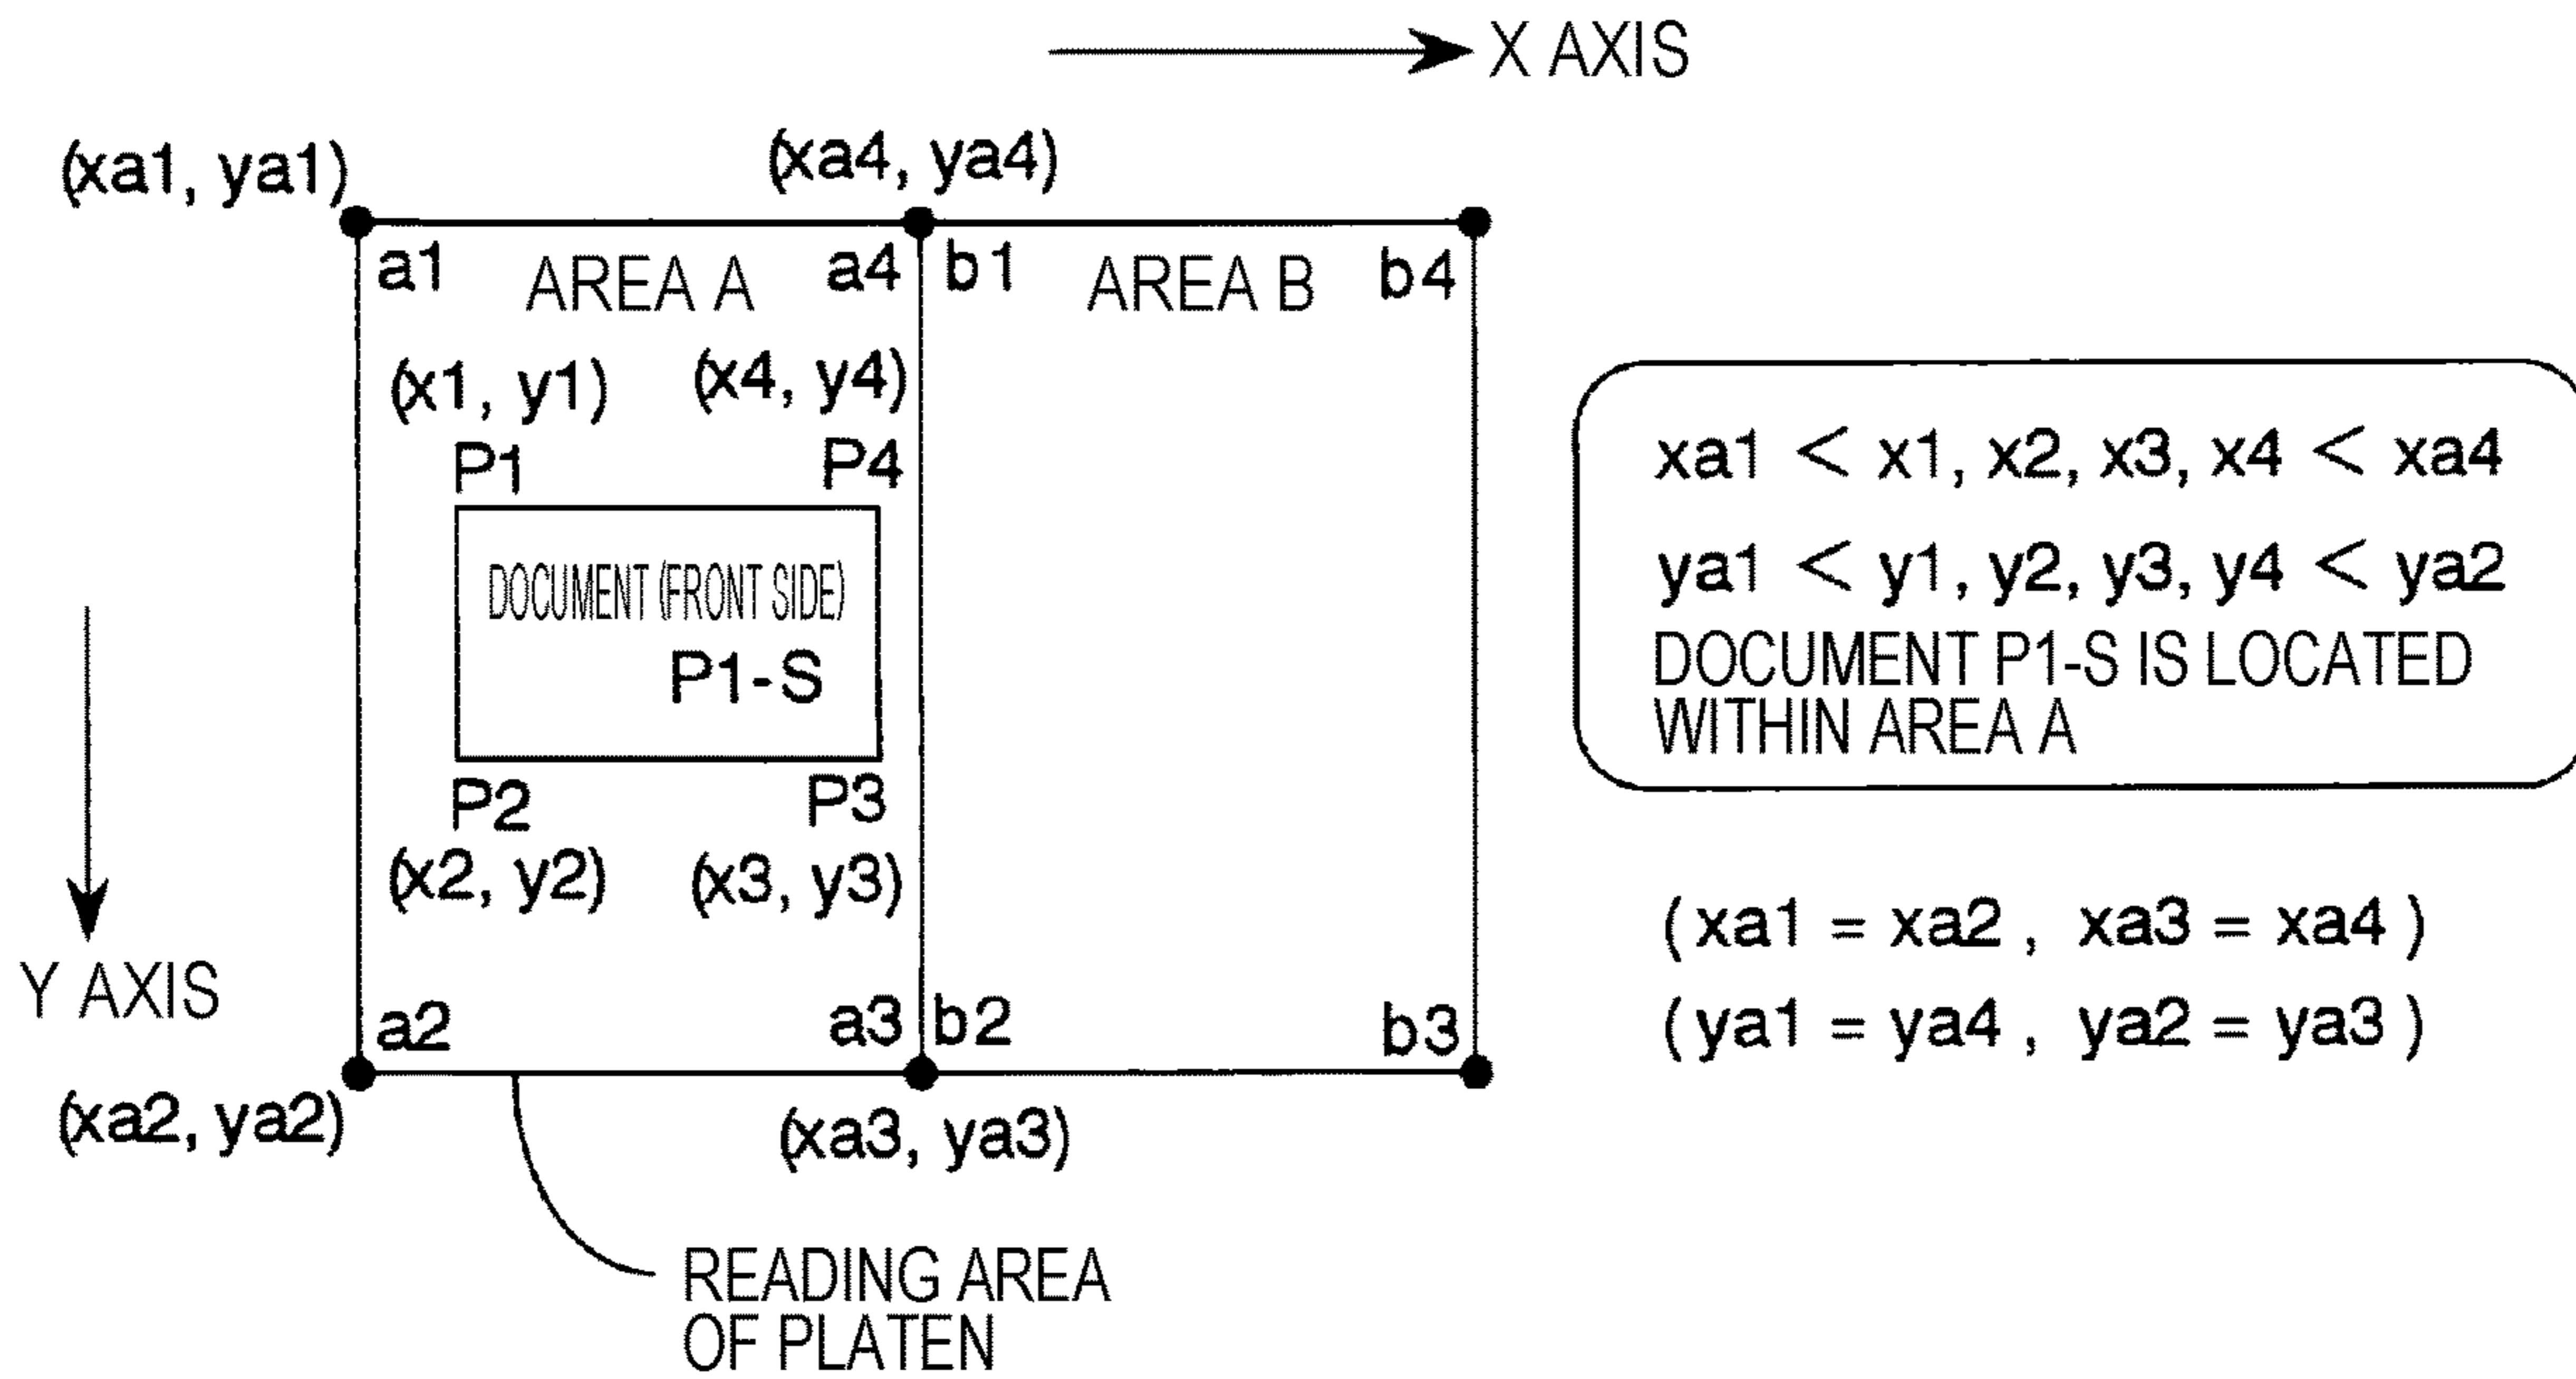 X AXIS
(xa1, ya1)
(xa4, ya4)
a1
AREA A
a4
b1
AREA B
b4
(x1, y1)
(x4, y4)
P1
P4
DOCUMENT (FRONT SIDE)
P1-S
P2
P3
(x2, y2)
(x3, y3)
Y AXIS
a2
a3
b2
b3
(xa2, ya2)
(xa3, ya3)
READING AREA
OF PLATEN
xa1 < x1, x2, x3, x4 < xa4
ya1 < y1, y2, y3, y4 < ya2
DOCUMENT P1-S IS LOCATED
WITHIN AREA A
(xa1 = xa2, xa3 = xa4)
(ya1 = ya4, ya2 = ya3)